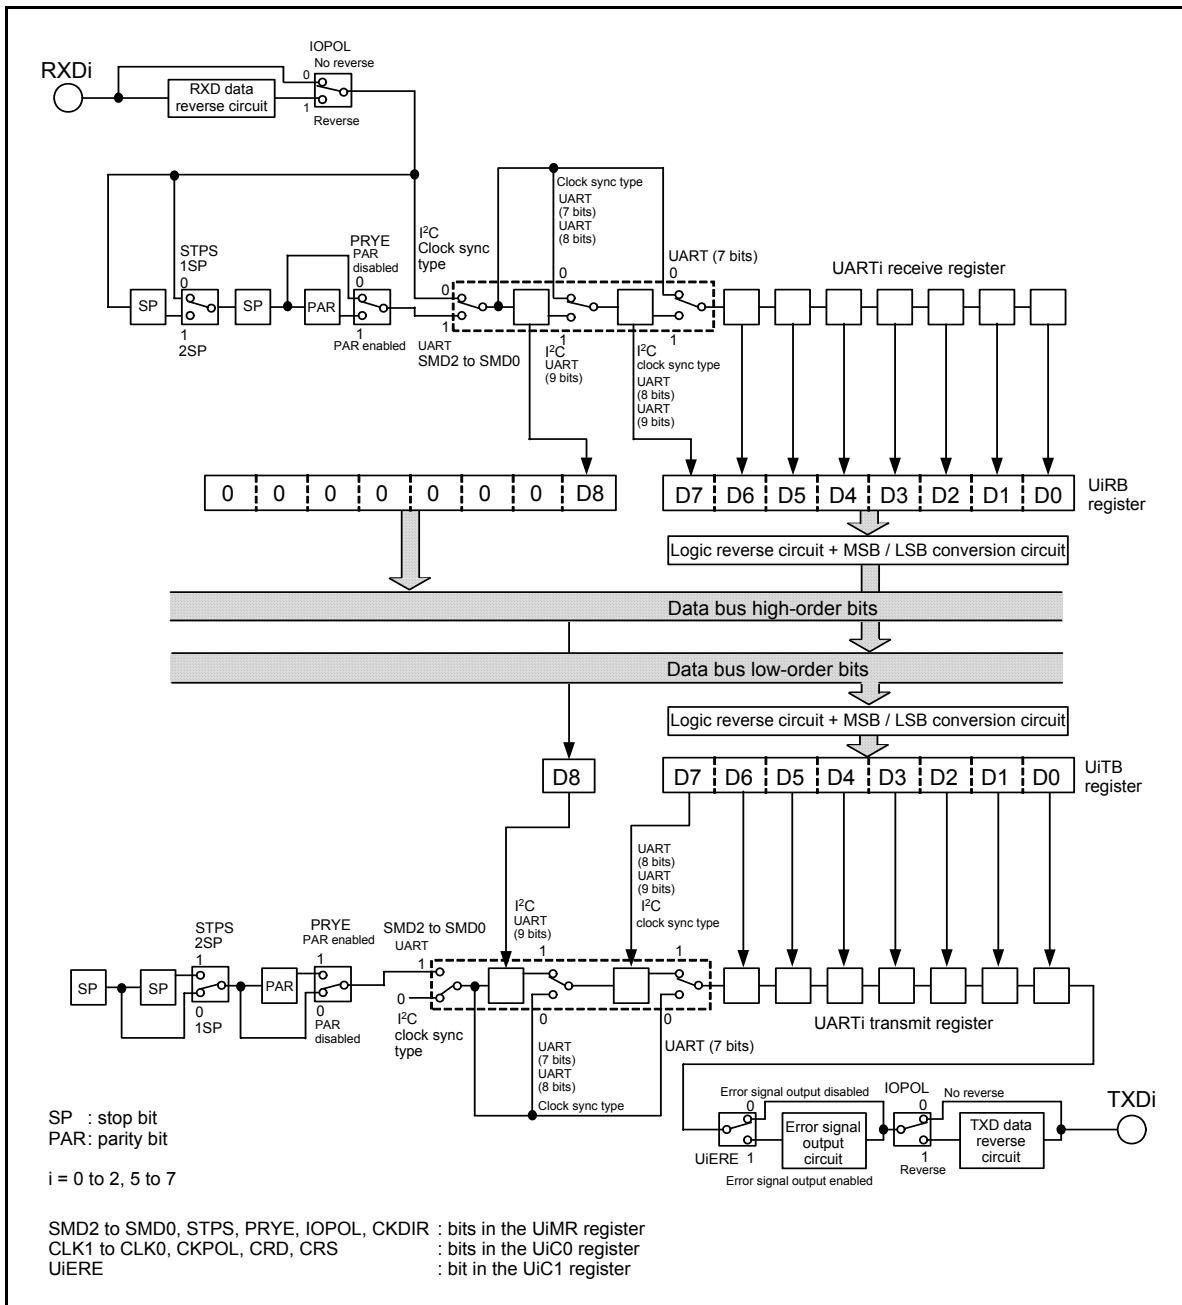 IOPOL
No reverse
RXDi
0
RXD data
reverse circuit
1
Reverse
Clock sync type
UART
(7 bits)
UART
(8 bits)
STPS
1SP
0
PRYE
PAR
disabled
0
I²C
Clock sync
type
UART (7 bits)
UARTi receive register
0
0
0
SP
SP
PAR
1
2SP
1
PAR enabled
1
UART
SMD2 to SMD0
1
I²C
UART
(9 bits)
1
I²C
clock sync type
UART
(8 bits)
UART
(9 bits)
0 0 0 0 0 0 0 D8
D7 D6 D5 D4 D3 D2 D1 D0
UiRB
register
Logic reverse circuit + MSB / LSB conversion circuit
Data bus high-order bits
Data bus low-order bits
Logic reverse circuit + MSB / LSB conversion circuit
D8
D7 D6 D5 D4 D3 D2 D1 D0
UiTB
register
UART
(8 bits)
UART
(9 bits)
I²C
clock sync type
I²C
UART
(9 bits)
STPS
2SP
1
PRYE
PAR enabled
1
SMD2 to SMD0
UART
1
1
1
SP
SP
PAR
0
1SP
0
PAR
disabled
0
I²C
clock sync
type
0
UART
(7 bits)
UART
(8 bits)
Clock sync type
0
UART (7 bits)
UARTi transmit register
Error signal output disabled
0
IOPOL
0
No reverse
TXDi
Error signal
output
circuit
TXD data
reverse
circuit
UiERE 1
Error signal output enabled
1
Reverse
SP : stop bit
PAR : parity bit
i = 0 to 2, 5 to 7
SMD2 to SMD0, STPS, PRYE, IOPOL, CKDIR : bits in the UiMR register
CLK1 to CLK0, CKPOL, CRD, CRS : bits in the UiC0 register
UiERE : bit in the UiC1 register